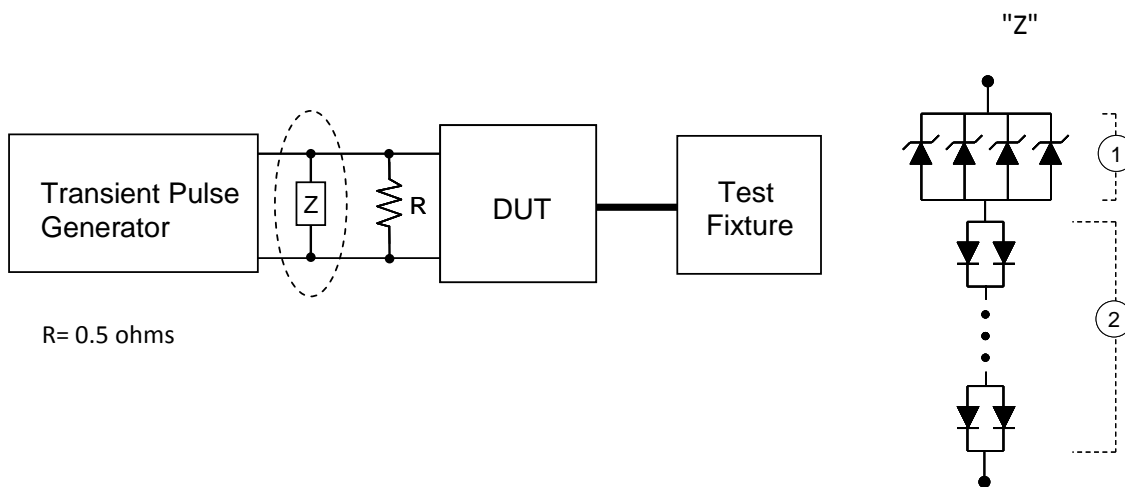 "Z"
Transient Pulse
Generator
Z
R
DUT
Test
Fixture
1
2
R= 0.5 ohms